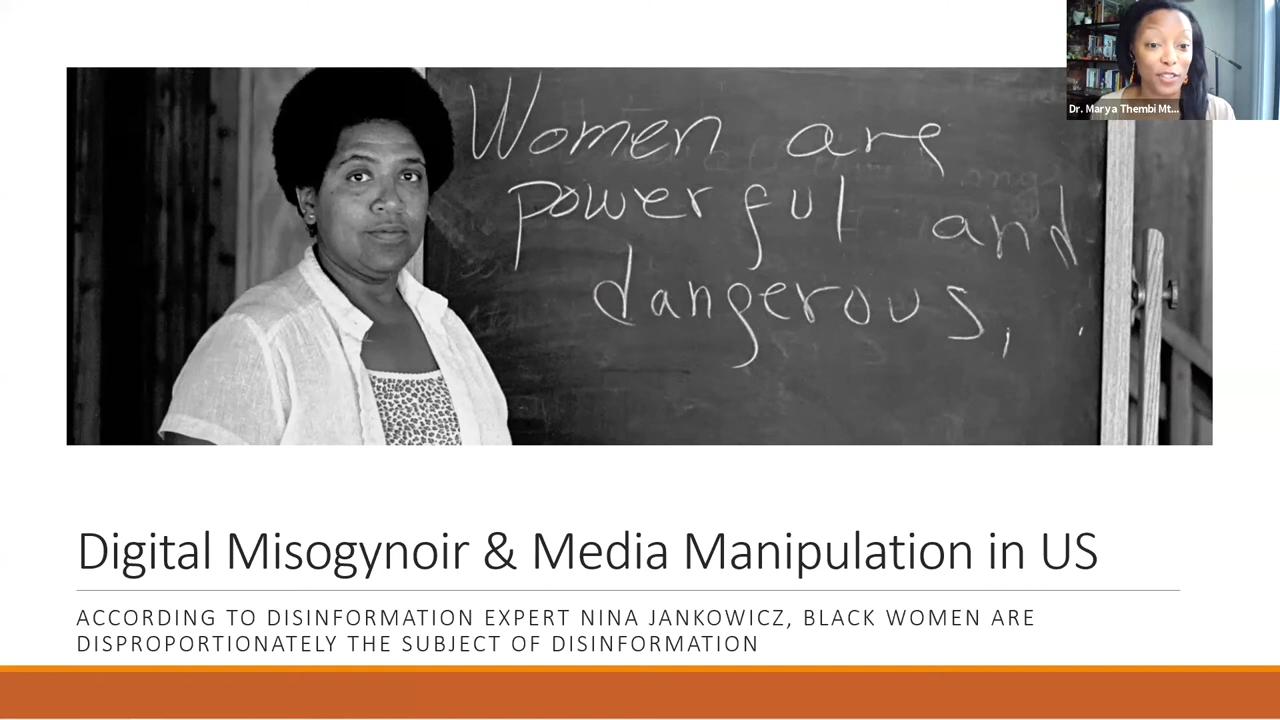 Dr. Marya Thembi Mt...
Women are
powerful and
dangerous,
Digital Misogynoir & Media Manipulation in US
ACCORDING TO DISINFORMATION EXPERT NINA JANKOWICZ, BLACK WOMEN ARE
DISPROPORTIONATELY THE SUBJECT OF DISINFORMATION